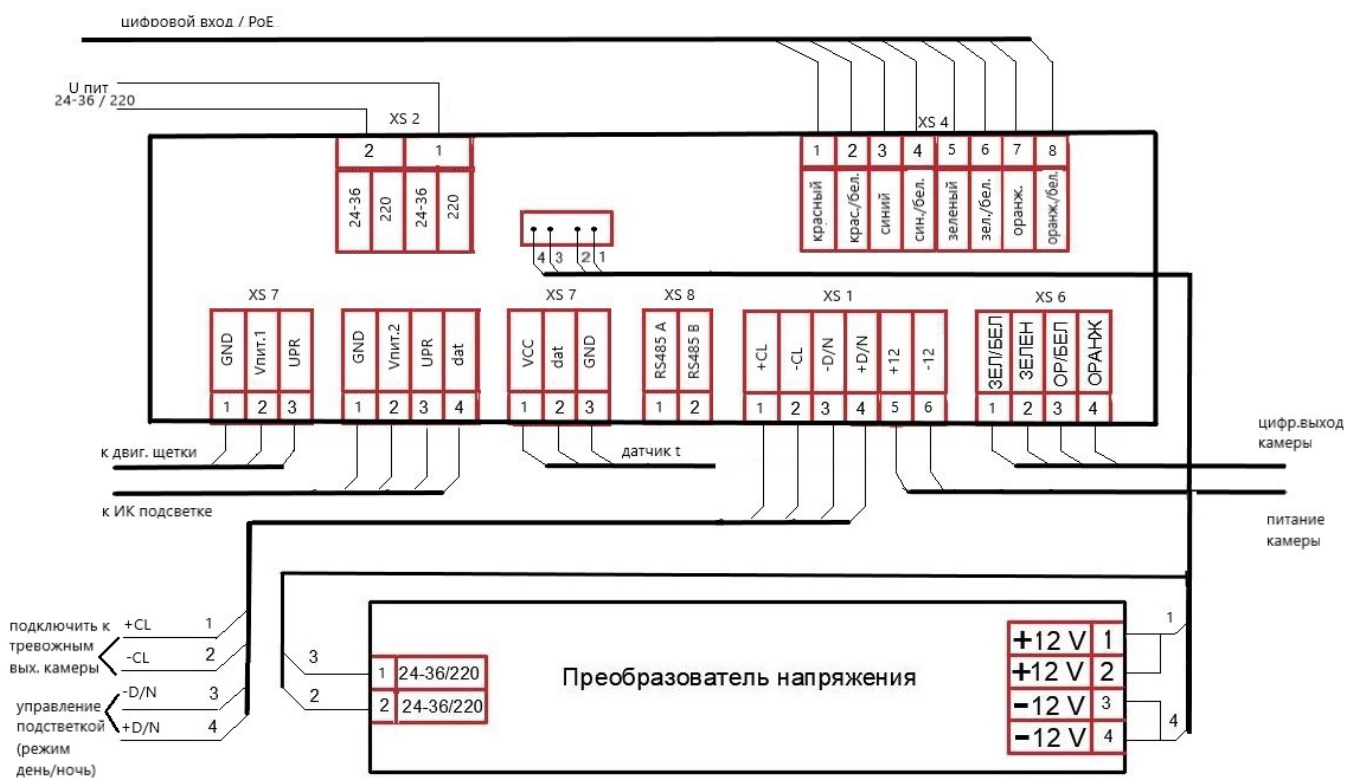 цифровой вход / PoE
U пит
24-36 / 220
XS 2
XS 4
2 1
1 2 3 4 5 6 7 8
24-36
220
24-36
220
красный
крас./бел.
синий
син./бел.
зеленый
зел./бел.
оранж.
оранж./бел.
4 3 2 1
XS 7
XS 7
XS 8
XS 1
XS 6
GND
Vпит.1
UPR
GND
Vпит.2
UPR
dat
VCC
dat
GND
RS485 A
RS485 B
+CL
-CL
-D/N
+D/N
+12
-12
ЗЕЛ/БЕЛ
ЗЕЛЕН
ОР/БЕЛ
ОРАНЖ
1 2 3
1 2 3 4
1 2 3
1 2
1 2 3 4 5 6
1 2 3 4
к двиг. щетки
датчик t
цифр.выход
камеры
к ИК подсветке
питание
камеры
подключить к
тревожным
вых. камеры
+CL 1
-CL 2
управление
подстветкой
(режим
день/ночь)
-D/N 3
+D/N 4
3
2
1 24-36/220
2 24-36/220
Преобразователь напряжения
+12 V 1
+12 V 2
-12 V 3
-12 V 4
1
4